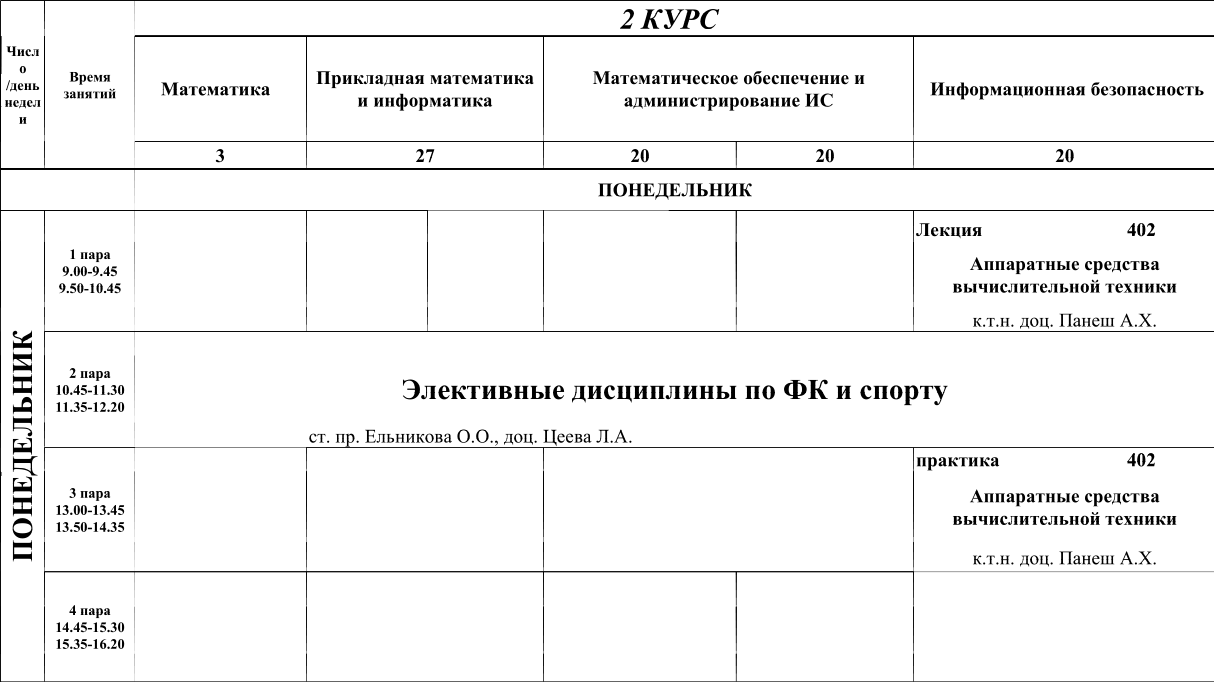 2 КУРС
Числ
о
/день
недел
и
Время
занятий
Математика
Прикладная математика
и информатика
Математическое обеспечение и
администрирование ИС
Информационная безопасность
3
27
20
20
20
ПОНЕДЕЛЬНИК
ПОНЕДЕЛЬНИК
1 пара
9.00-9.45
9.50-10.45
Лекция 402
Аппаратные средства
вычислительной техники
к.т.н. доц. Панеш А.Х.
2 пара
10.45-11.30
11.35-12.20
Элективные дисциплины по ФК и спорту
ст. пр. Ельникова О.О., доц. Цеева Л.А.
3 пара
13.00-13.45
13.50-14.35
практика 402
Аппаратные средства
вычислительной техники
к.т.н. доц. Панеш А.Х.
4 пара
14.45-15.30
15.35-16.20